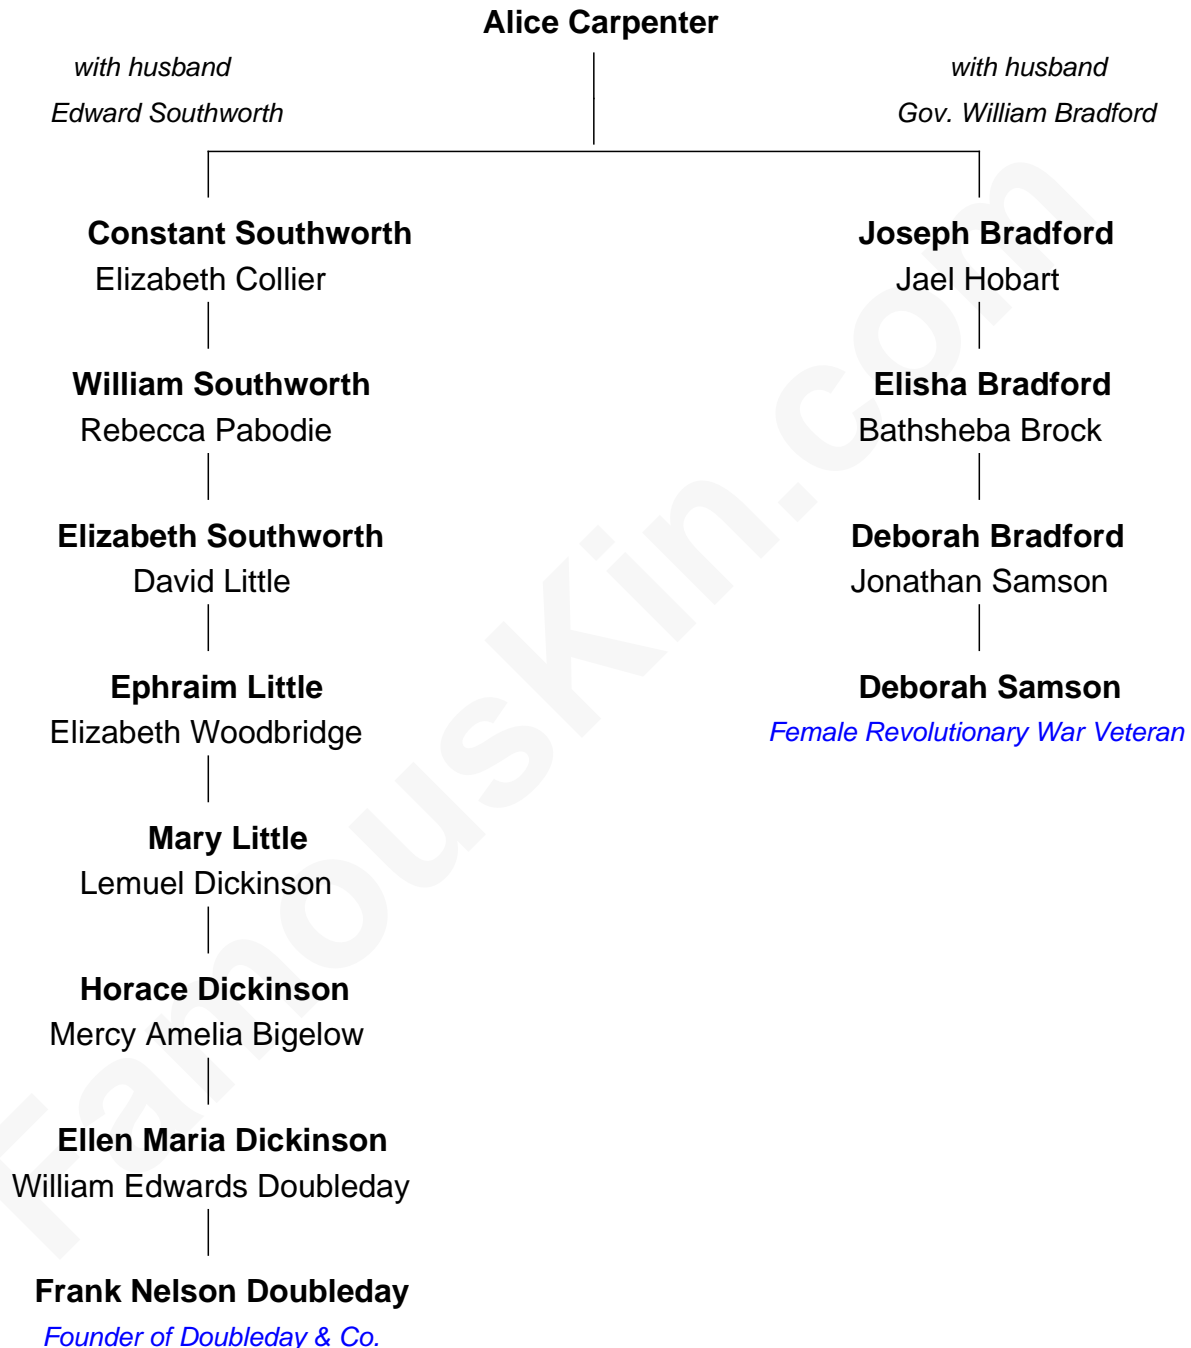 Alice Carpenter
with husband
Edward Southworth
with husband
Gov. William Bradford
Constant Southworth
Elizabeth Collier
William Southworth
Rebecca Pabodie
Elizabeth Southworth
David Little
Ephraim Little
Elizabeth Woodbridge
Mary Little
Lemuel Dickinson
Horace Dickinson
Mercy Amelia Bigelow
Ellen Maria Dickinson
William Edwards Doubleday
Frank Nelson Doubleday
Founder of Doubleday & Co.
Joseph Bradford
Jael Hobart
Elisha Bradford
Bathsheba Brock
Deborah Bradford
Jonathan Samson
Deborah Samson
Female Revolutionary War Veteran
FamousKin.com